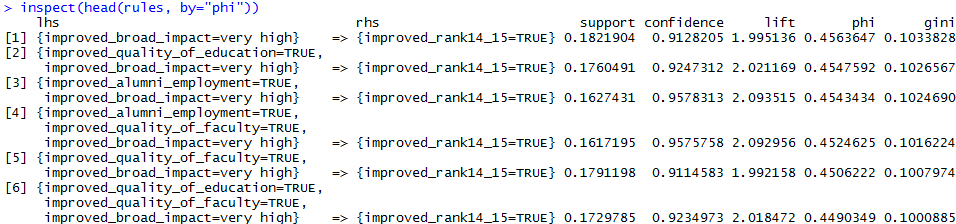 > inspect(head(rules, by="phi"))
lhs rhs support confidence lift phi gini
[1] {improved_broad_impact=very high} => {improved_rank14_15=TRUE} 0.1821904 0.9128205 1.995136 0.4563647 0.1033828
[2] {improved_quality_of_education=TRUE,
improved_broad_impact=very high} => {improved_rank14_15=TRUE} 0.1760491 0.9247312 2.021169 0.4547592 0.1026567
[3] {improved_alumni_employment=TRUE,
improved_broad_impact=very high} => {improved_rank14_15=TRUE} 0.1627431 0.9578313 2.093515 0.4543434 0.1024690
[4] {improved_alumni_employment=TRUE,
improved_quality_of_faculty=TRUE,
improved_broad_impact=very high} => {improved_rank14_15=TRUE} 0.1617195 0.9575758 2.092956 0.4524625 0.1016224
[5] {improved_quality_of_faculty=TRUE,
improved_broad_impact=very high} => {improved_rank14_15=TRUE} 0.1791198 0.9114583 1.992158 0.4506222 0.1007974
[6] {improved_quality_of_education=TRUE,
improved_quality_of_faculty=TRUE,
improved_broad_impact=very high} => {improved_rank14_15=TRUE} 0.1729785 0.9234973 2.018472 0.4490349 0.1000885